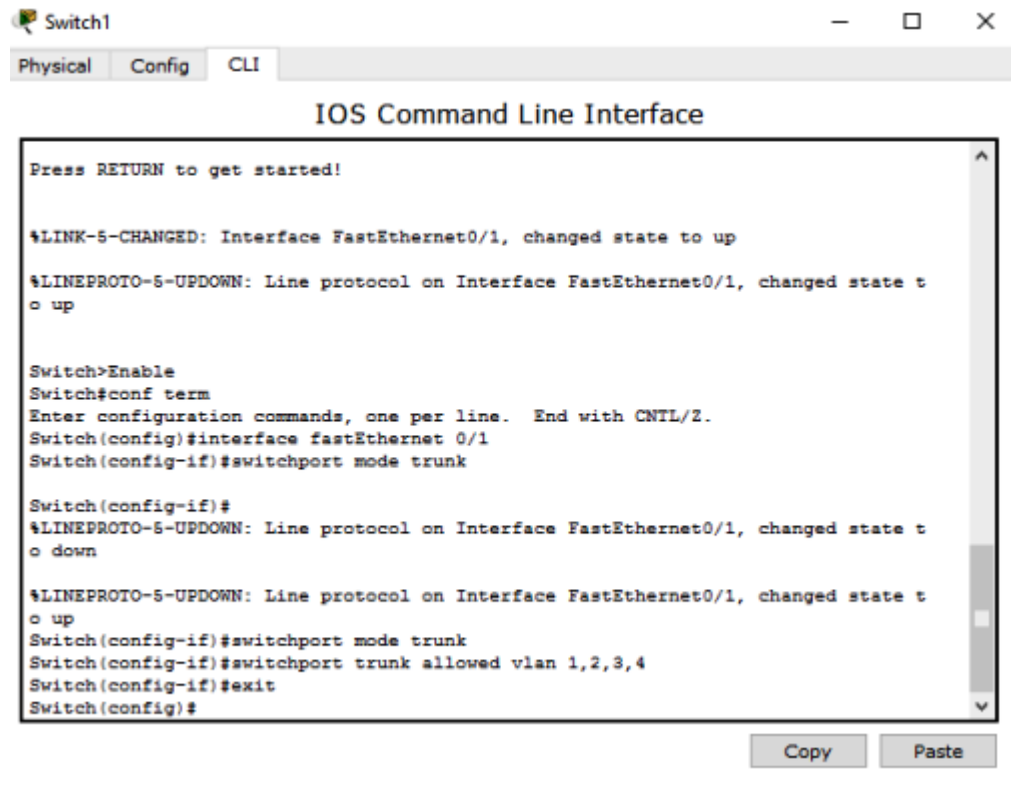 Switch1
Physical Config CLI
IOS Command Line Interface
Press RETURN to get started!
%LINK-5-CHANGED: Interface FastEthernet0/1, changed state to up
%LINEPROTO-5-UPDOWN: Line protocol on Interface FastEthernet0/1, changed state t
o up
Switch>Enable
Switch#conf term
Enter configuration commands, one per line.  End with CNTL/Z.
Switch(config)#interface fastEthernet 0/1
Switch(config-if)#switchport mode trunk
Switch(config-if)#
%LINEPROTO-5-UPDOWN: Line protocol on Interface FastEthernet0/1, changed state t
o down
%LINEPROTO-5-UPDOWN: Line protocol on Interface FastEthernet0/1, changed state t
o up
Switch(config-if)#switchport mode trunk
Switch(config-if)#switchport trunk allowed vlan 1,2,3,4
Switch(config-if)#exit
Switch(config)#
Copy Paste